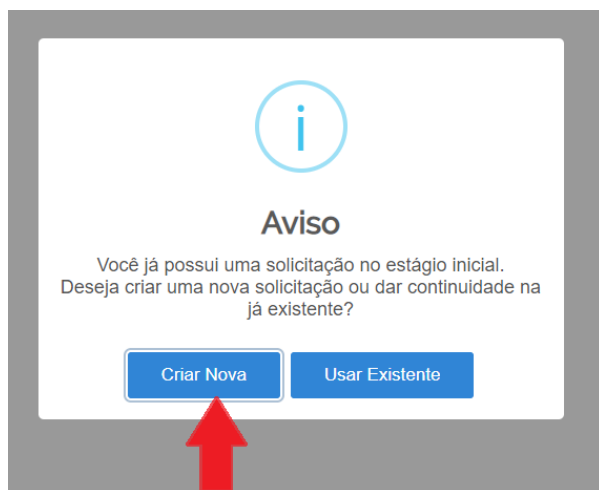 Aviso
Você já possui uma solicitação no estágio inicial.
Deseja criar uma nova solicitação ou dar continuidade na
já existente?
Criar Nova
Usar Existente